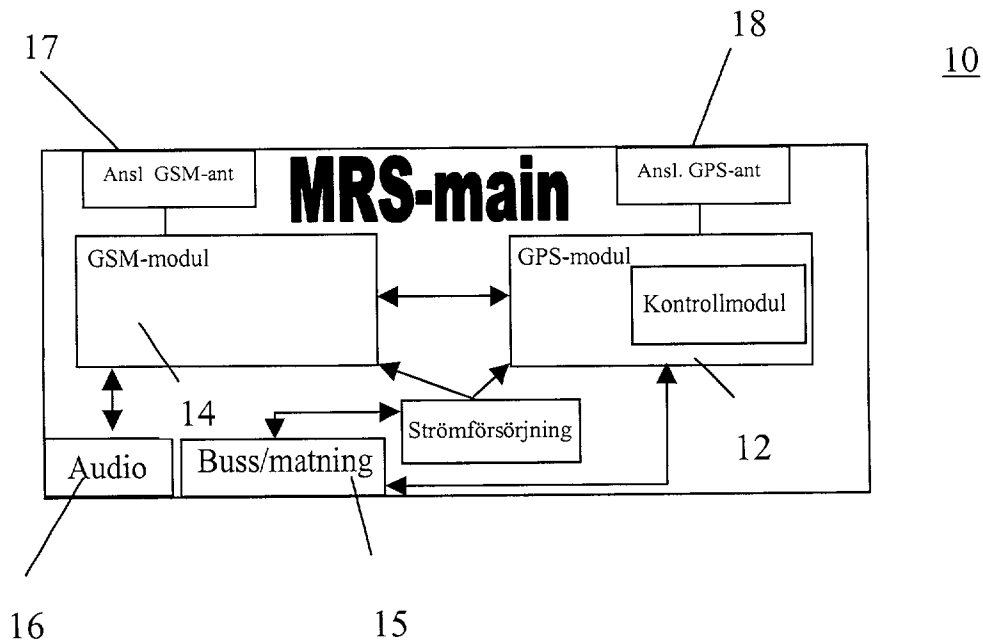 17
18
10
Ansl GSM-ant
MRS-main
Ansl. GPS-ant
GSM-modul
GPS-modul
Kontrollmodul
14
Strömförsörjning
12
Audio
Buss/matning
16
15